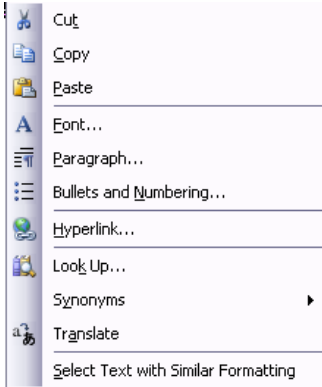 Cut
Copy
Paste
Font...
Paragraph...
Bullets and Numbering...
Hyperlink...
Look Up...
Synonyms
Translate
Select Text with Similar Formatting